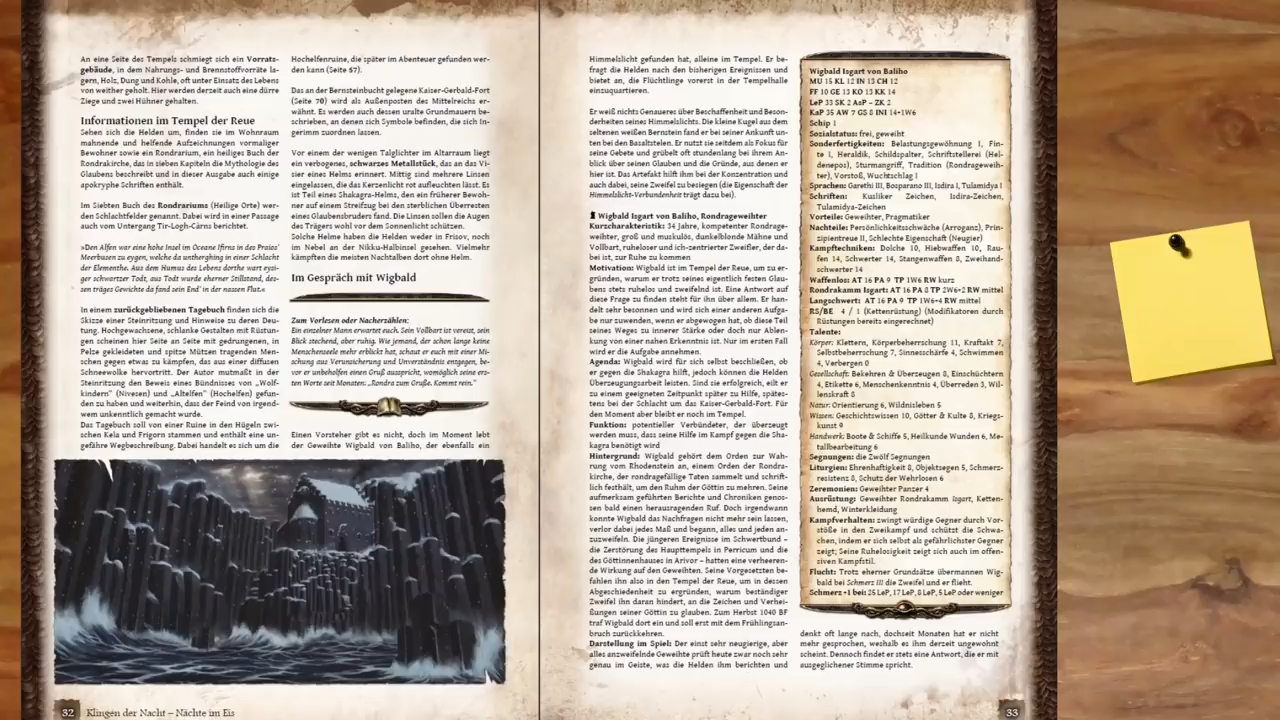 An eine Seite des Tempels schmiegt sich ein Vorrats-
gebäude, in dem Nahrungs- und Brennstoffvorräte la-
gern, Holz, Dung und Kohle, oft unter Einsatz des Lebens
von weither geholt. Hier werden derzeit auch eine dürre
Ziege und zwei Hühner gehalten.
Informationen im Tempel der Reue
Sehen sich die Helden um, finden sie im Wohnraum
mahnende und helfende Aufzeichnungen vormaliger
Bewohner sowie ein Rondrarium, ein heiliges Buch der
Rondrakirche, das in sieben Kapiteln die Mythologie des
Glaubens beschreibt und in dieser Ausgabe auch einige
apokryphe Schriften enthält.
Im Siebten Buch des Rondrariums (Heilige Orte) wer-
den Schlachtfelder genannt. Dabei wird in einer Passage
auch vom Untergang Tir-Logh-Cârns berichtet.
»Den Alfen war eine hohe Insel im Oceane Ifirns in des Praios'
Meerbusen zu eygen, welche da unterghing in einer Schlacht
der Elemente. Aus dem Humus des Lebens dorthe wart eysi-
ger schwartzer Todt, aus Todt wurde eherner Stillstand, des-
sen träges Gewichte da fand sein End' in der nassen Flut.«
In einem zurückgebliebenen Tagebuch finden sich die
Skizze einer Steinritzung und Hinweise zu deren Deu-
tung. Hochgewachsene, schlanke Gestalten mit Rüstun-
gen scheinen hier Seite an Seite mit gedrungenen, in
Pelze gekleideten und spitze Mützen tragenden Men-
schen gegen etwas zu kämpfen, das aus einer diffusen
Schneewolke hervortritt. Der Autor mutmaßt in der
Steinritzung den Beweis eines Bündnisses von „Wolf-
kindern“ (Nivesen) und „Altelfen“ (Hochelfen) gefun-
den zu haben und weiterhin, dass der Feind von irgend-
wem unkenntlich gemacht wurde.
Das Tagebuch soll von einer Ruine in den Hügeln zwi-
schen Kela und Frigorn stammen und enthält eine un-
gefähre Wegbeschreibung. Dabei handelt es sich um die
Hochelfenruine, die später im Abenteuer gefunden wer-
den kann (Seite 57).
Das an der Bernsteinbucht gelegene Kaiser-Gerbald-Fort
(Seite 70) wird als Außenposten des Mittelreichs er-
wähnt. Es werden auch dessen uralte Grundmauern be-
schrieben, an denen sich Symbole befinden, die sich In-
gerimm zuordnen lassen.
Vor einem der wenigen Talglichter im Altarraum liegt
ein verbogenes, schwarzes Metallstück, das an das Vi-
sier eines Helms erinnert. Mittig sind mehrere Linsen
eingelassen, die das Kerzenlicht rot aufleuchten lässt. Es
ist Teil eines Shakagra-Helms, den ein früherer Bewoh-
ner auf einem Streifzug bei den sterblichen Überresten
eines Glaubensbruders fand. Die Linsen sollen die Augen
des Trägers wohl vor dem Sonnenlicht schützen.
Solche Helme haben die Helden weder in Frisov, noch
im Nebel an der Nikku-Halbinsel gesehen. Vielmehr
kämpften die meisten Nachtalben dort ohne Helm.
Im Gespräch mit Wigbald
Zum Vorlesen oder Nacherzählen:
Ein einzelner Mann erwartet euch. Sein Vollbart ist vereist, sein
Blick stechend, aber ruhig. Wie jemand, der schon lange keine
Menschenseele mehr erblickt hat, schaut er euch mit einer Mi-
schung aus Verunsicherung und Unverständnis entgegen, be-
vor er unbeholfen einen Gruß ausspricht, womöglich seine ers-
ten Worte seit Monaten: „Rondra zum Gruße. Kommt rein.“
Einen Vorsteher gibt es nicht, doch im Moment lebt
der Geweihte Wigbald von Baliho, der ebenfalls ein
32 Klingen der Nacht – Nächte im Eis
Himmelslicht gefunden hat, alleine im Tempel. Er be-
fragt die Helden nach den bisherigen Ereignissen und
bietet an, die Flüchtlinge vorerst in der Tempelhalle
einzuquartieren.
Er weiß nichts Genaueres über Beschaffenheit und Beson-
derheiten seines Himmelslichts. Die kleine Kugel aus dem
seltenen weißen Bernstein fand er bei seiner Ankunft un-
ten bei den Basaltstelen. Er nutzt sie seitdem als Fokus für
seine Gebete und grübelt oft stundenlang bei ihrem An-
blick über seinen Glauben und die Gründe, aus denen er
hier ist. Das Artefakt hilft ihm bei der Konzentration und
auch dabei, seine Zweifel zu besiegen (die Eigenschaft der
Himmelslicht-Verbundenheit trägt dazu bei).
Wigbald Isgart von Baliho, Rondrageweihter
Kurzcharakteristik: 34 Jahre, kompetenter Rondrage-
weihter, groß und muskulös, dunkelblonde Mähne und
Vollbart, ruheloser und ich-zentrierter Zweifler, der da-
bei ist, zur Ruhe zu kommen
Motivation: Wigbald ist im Tempel der Reue, um zu er-
gründen, warum er trotz seines eigentlich festen Glau-
bens stets ruhelos und zweifelnd ist. Eine Antwort auf
diese Frage zu finden steht für ihn über allem. Er han-
delt sehr besonnen und wird sich einer anderen Aufga-
be nur zuwenden, wenn er abgewogen hat, ob diese Teil
seines Weges zu innerer Stärke oder doch nur Ablen-
kung von einer nahen Erkenntnis ist. Nur im ersten Fall
wird er die Aufgabe annehmen.
Agenda: Wigbald wird für sich selbst beschließen, ob
er gegen die Shakagra hilft, jedoch können die Helden
Überzeugungsarbeit leisten. Sind sie erfolgreich, eilt er
zu einem geeigneten Zeitpunkt später zu Hilfe, spätes-
tens bei der Schlacht um das Kaiser-Gerbald-Fort. Für
den Moment aber bleibt er noch im Tempel.
Funktion: potentieller Verbündeter, der überzeugt
werden muss, dass seine Hilfe im Kampf gegen die Sha-
kagra benötigt wird
Hintergrund: Wigbald gehört dem Orden zur Wah-
rung vom Rhodenstein an, einem Orden der Rondra-
kirche, der rondragefällige Taten sammelt und schrift-
lich festhält, um den Ruhm der Göttin zu mehren. Seine
aufmerksam geführten Berichte und Chroniken genos-
sen bald einen herausragenden Ruf. Doch irgendwann
konnte Wigbald das Nachfragen nicht mehr sein lassen,
verlor dabei jedes Maß und begann, alles und jeden an-
zuzweifeln. Die jüngeren Ereignisse im Schwertbund –
die Zerstörung des Haupttempels in Perricum und die
des Göttinnenhauses in Arivor – hatten eine verheeren-
de Wirkung auf den Geweihten. Seine Vorgesetzten be-
fahlen ihn also in den Tempel der Reue, um in dessen
Abgeschiedenheit zu ergründen, warum beständiger
Zweifel ihn daran hindert, an die Zeichen und Verhei-
ßungen seiner Göttin zu glauben. Zum Herbst 1040 BF
traf Wigbald dort ein und soll erst mit dem Frühlingsan-
bruch zurückkehren.
Darstellung im Spiel: Der einst sehr neugierige, aber
alles anzweifelnde Geweihte prüft heute zwar noch sehr
genau im Geiste, was die Helden ihm berichten und
Wigbald Isgart von Baliho
MU 15 KL 12 IN 13 CH 12
FF 10 GE 13 KO 13 KK 14
LeP 33 SK 2 AsP – ZK 2
KaP 35 AW 7 GS 8 INI 14+1W6
Schip 1
Sozialstatus: frei, geweiht
Sonderfertigkeiten: Belastungsgewöhnung I, Fin-
te I, Heraldik, Schildspalter, Schriftstellerei (Hel-
denepos), Sturmangriff, Tradition (Rondrageweih-
ter), Vorstoß, Wuchtschlag I
Sprachen: Garethi III, Bosparano III, Isdira I, Tulamidya I
Schriften: Kusliker Zeichen, Isdira-Zeichen,
Tulamidya-Zeichen
Vorteile: Geweihter, Pragmatiker
Nachteile: Persönlichkeitsschwäche (Arroganz), Prin-
zipientreue II, Schlechte Eigenschaft (Neugier)
Kampftechniken: Dolche 10, Hiebwaffen 10, Rau-
fen 14, Schwerter 14, Stangenwaffen 8, Zweihand-
schwerter 14
Waffenlos: AT 16 PA 9 TP 1W6 RW kurz
Rondrakamm Isgart: AT 16 PA 8 TP 2W6+2 RW mittel
Langschwert: AT 16 PA 9 TP 1W6+4 RW mittel
RS/BE 4 / 1 (Kettenrüstung) (Modifikatoren durch
Rüstungen bereits eingerechnet)
Talente:
Körper: Klettern, Körperbeherrschung 11, Kraftakt 7,
Selbstbeherrschung 7, Sinnesschärfe 4, Schwimmen
4, Verbergen 0
Gesellschaft: Bekehren & Überzeugen 8, Einschüchtern
4, Etikette 6, Menschenkenntnis 4, Überreden 3, Wil-
lenskraft 8
Natur: Orientierung 6, Wildnisleben 5
Wissen: Geschichtswissen 10, Götter & Kulte 8, Kriegs-
kunst 9
Handwerk: Boote & Schiffe 5, Heilkunde Wunden 6, Me-
tallbearbeitung 6
Segnungen: die Zwölf Segnungen
Liturgien: Ehrenhaftigkeit 8, Objektsegen 5, Schmerz-
resistenz 8, Schutz der Wehrlosen 6
Zeremonien: Geweihter Panzer 4
Ausrüstung: Geweihter Rondrakamm Isgart, Ketten-
hemd, Winterkleidung
Kampfverhalten: zwingt würdige Gegner durch Vor-
stöße in den Zweikampf und schützt die Schwa-
chen, indem er sich selbst als gefährlichster Gegner
zeigt; Seine Ruhelosigkeit zeigt sich auch im offen-
siven Kampfstil.
Flucht: Trotz eherner Grundsätze übermannen Wig-
bald bei Schmerz III die Zweifel und er flieht.
Schmerz +1 bei: 25 LeP, 17 LeP, 8 LeP, 5 LeP oder weniger
denkt oft lange nach, dochseit Monaten hat er nicht
mehr gesprochen, weshalb es ihm derzeit ungewohnt
scheint. Dennoch findet er stets eine Antwort, die er mit
ausgeglichener Stimme spricht.
33